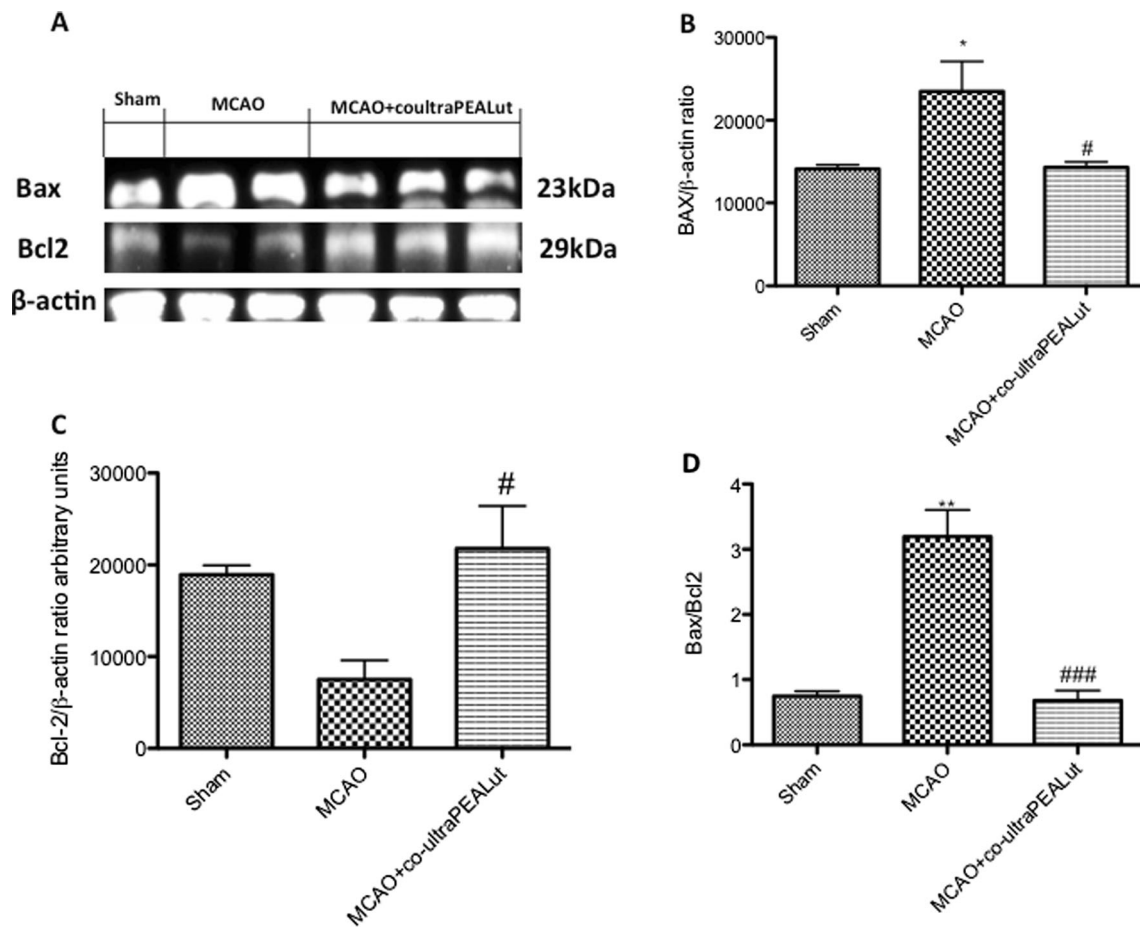 A
Sham MCAO MCAO+coultraPEALut
Bax 23kDa
Bcl2 29kDa
β-actin
B
BAX/β-actin ratio
30000
20000
10000
0
*
#
Sham
MCAO
MCAO+co-ultraPEALut
C
Bcl-2/β-actin ratio arbitrary units
30000
20000
10000
0
#
Sham
MCAO
MCAO+co-ultraPEALut
D
Bax/Bcl2
4
3
2
1
0
**
###
Sham
MCAO
MCAO+co-ultraPEALut